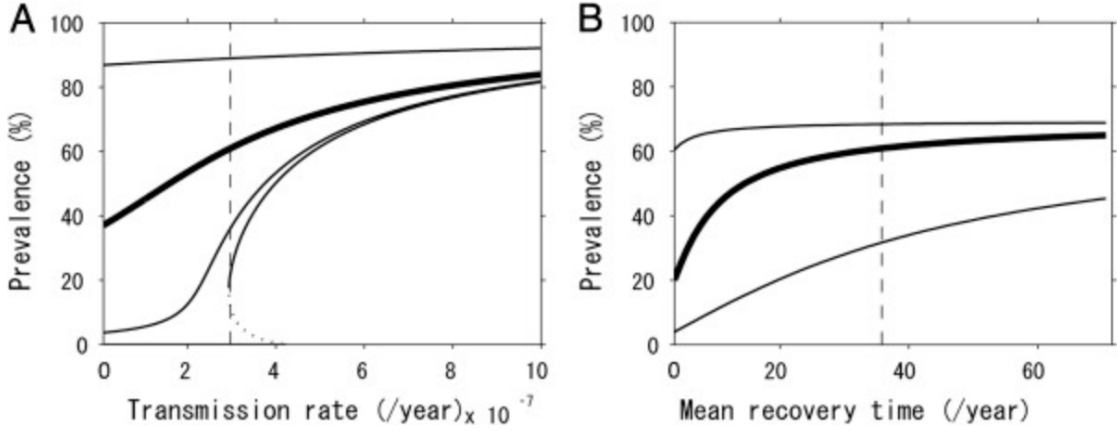 A
100
80
60
40
20
0
Prevalence (%)
0 2 4 6 8 10
Transmission rate (/year) x 10 -7
B
100
80
60
40
20
0
Prevalence (%)
0 20 40 60
Mean recovery time (/year)